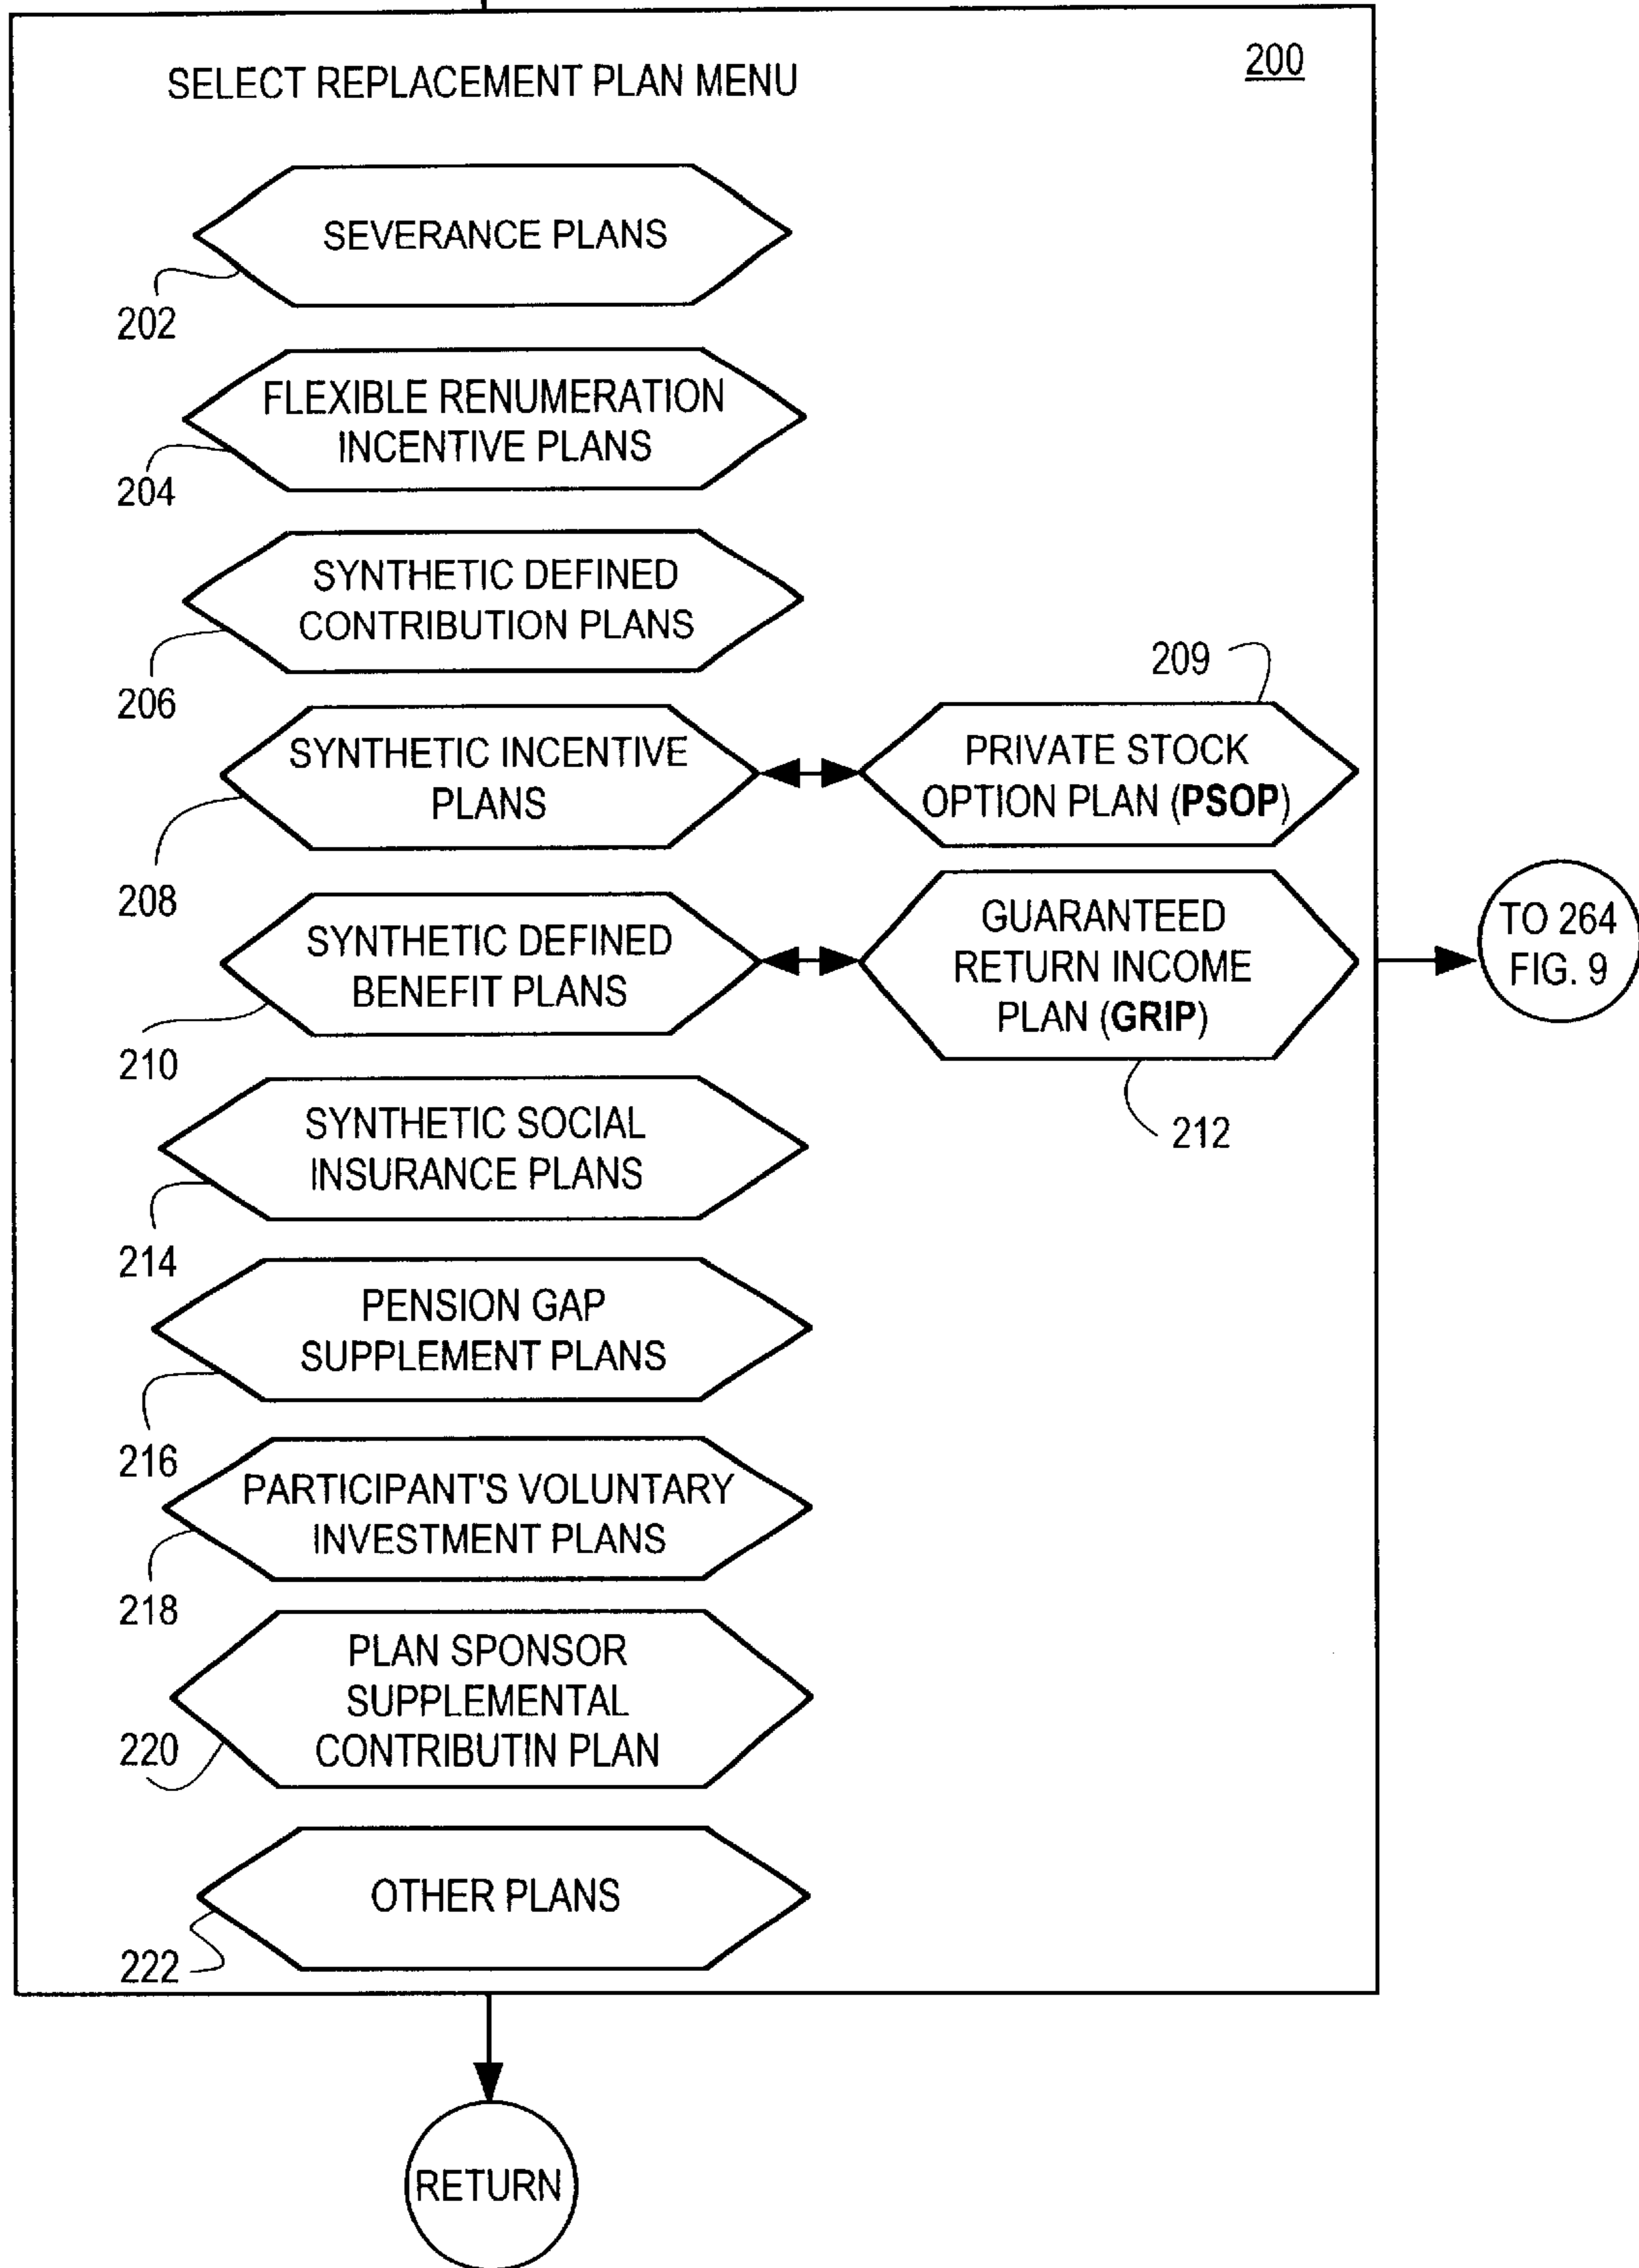 SELECT REPLACEMENT PLAN MENU
200
SEVERANCE PLANS
202
FLEXIBLE RENUMERATION
INCENTIVE PLANS
204
SYNTHETIC DEFINED
CONTRIBUTION PLANS
206
SYNTHETIC INCENTIVE
PLANS
208
209
PRIVATE STOCK
OPTION PLAN (PSOP)
SYNTHETIC DEFINED
BENEFIT PLANS
210
GUARANTEED
RETURN INCOME
PLAN (GRIP)
212
TO 264
FIG. 9
SYNTHETIC SOCIAL
INSURANCE PLANS
214
PENSION GAP
SUPPLEMENT PLANS
216
PARTICIPANT'S VOLUNTARY
INVESTMENT PLANS
218
PLAN SPONSOR
SUPPLEMENTAL
CONTRIBUTIN PLAN
220
OTHER PLANS
222
RETURN